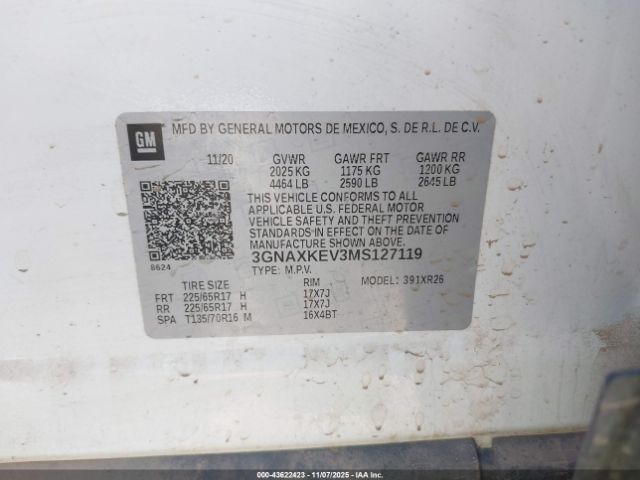 GM
MFD BY GENERAL MOTORS DE MEXICO, S. DE R.L. DE C.V.
11/20 GVWR GAWR FRT GAWR RR
2025 KG 1175 KG 1200 KG
4464 LB 2590 LB 2645 LB
THIS VEHICLE CONFORMS TO ALL
APPLICABLE U.S. FEDERAL MOTOR
VEHICLE SAFETY AND THEFT PREVENTION
STANDARDS IN EFFECT ON THE DATE OF
MANUFACTURE SHOWN ABOVE.
8624 3GNAXKEV3MS127119
TYPE: M.P.V. MODEL: 391XR26
TIRE SIZE RIM
FRT 225/65R17 H 17X7J
RR 225/65R17 H 17X7J
SPA T135/70R16 M 16X4BT
IAA 43622423 - 11/07/2025 - IAAI.COM